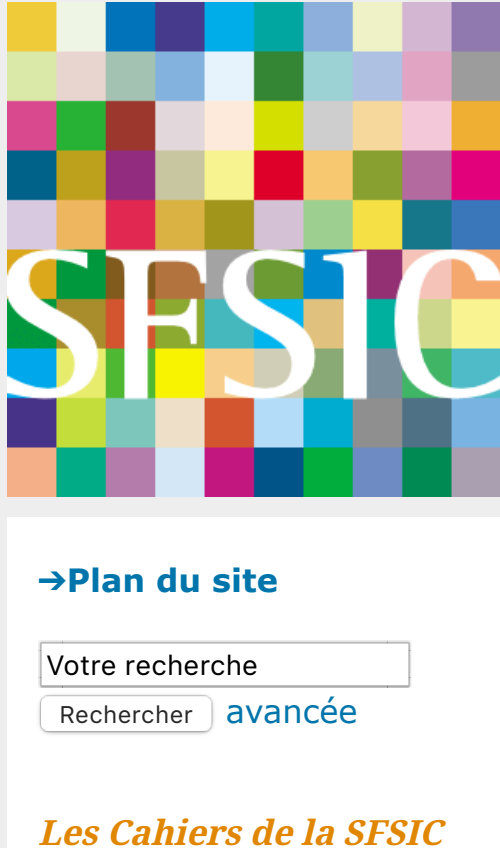 SFSIC
➔Plan du site
Votre recherche
Rechercher avancée
Les Cahiers de la SFSIC